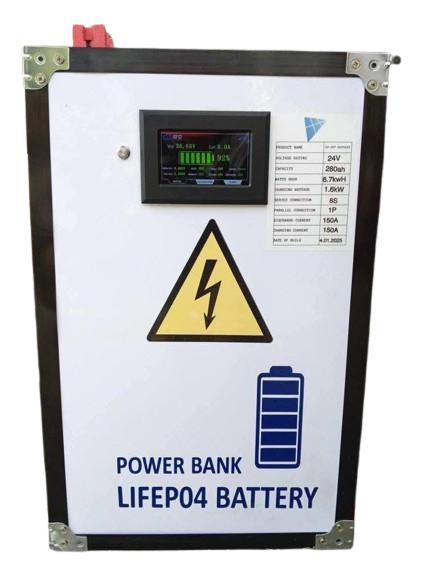 92%
PRODUCT NAME
VOLTAGE RATING 24V
CAPACITY 280ah
WATTS HOUR 6.7kwH
CHARGING WATTAGE 1.6kW
SERIES CONNECTION 8S
PARALLEL CONNECTION 1P
DISCHARGE CURRENT 150A
CHARGING CURRENT 150A
DATE OF BUILD 4.01.2025
POWER BANK
LIFEP04 BATTERY